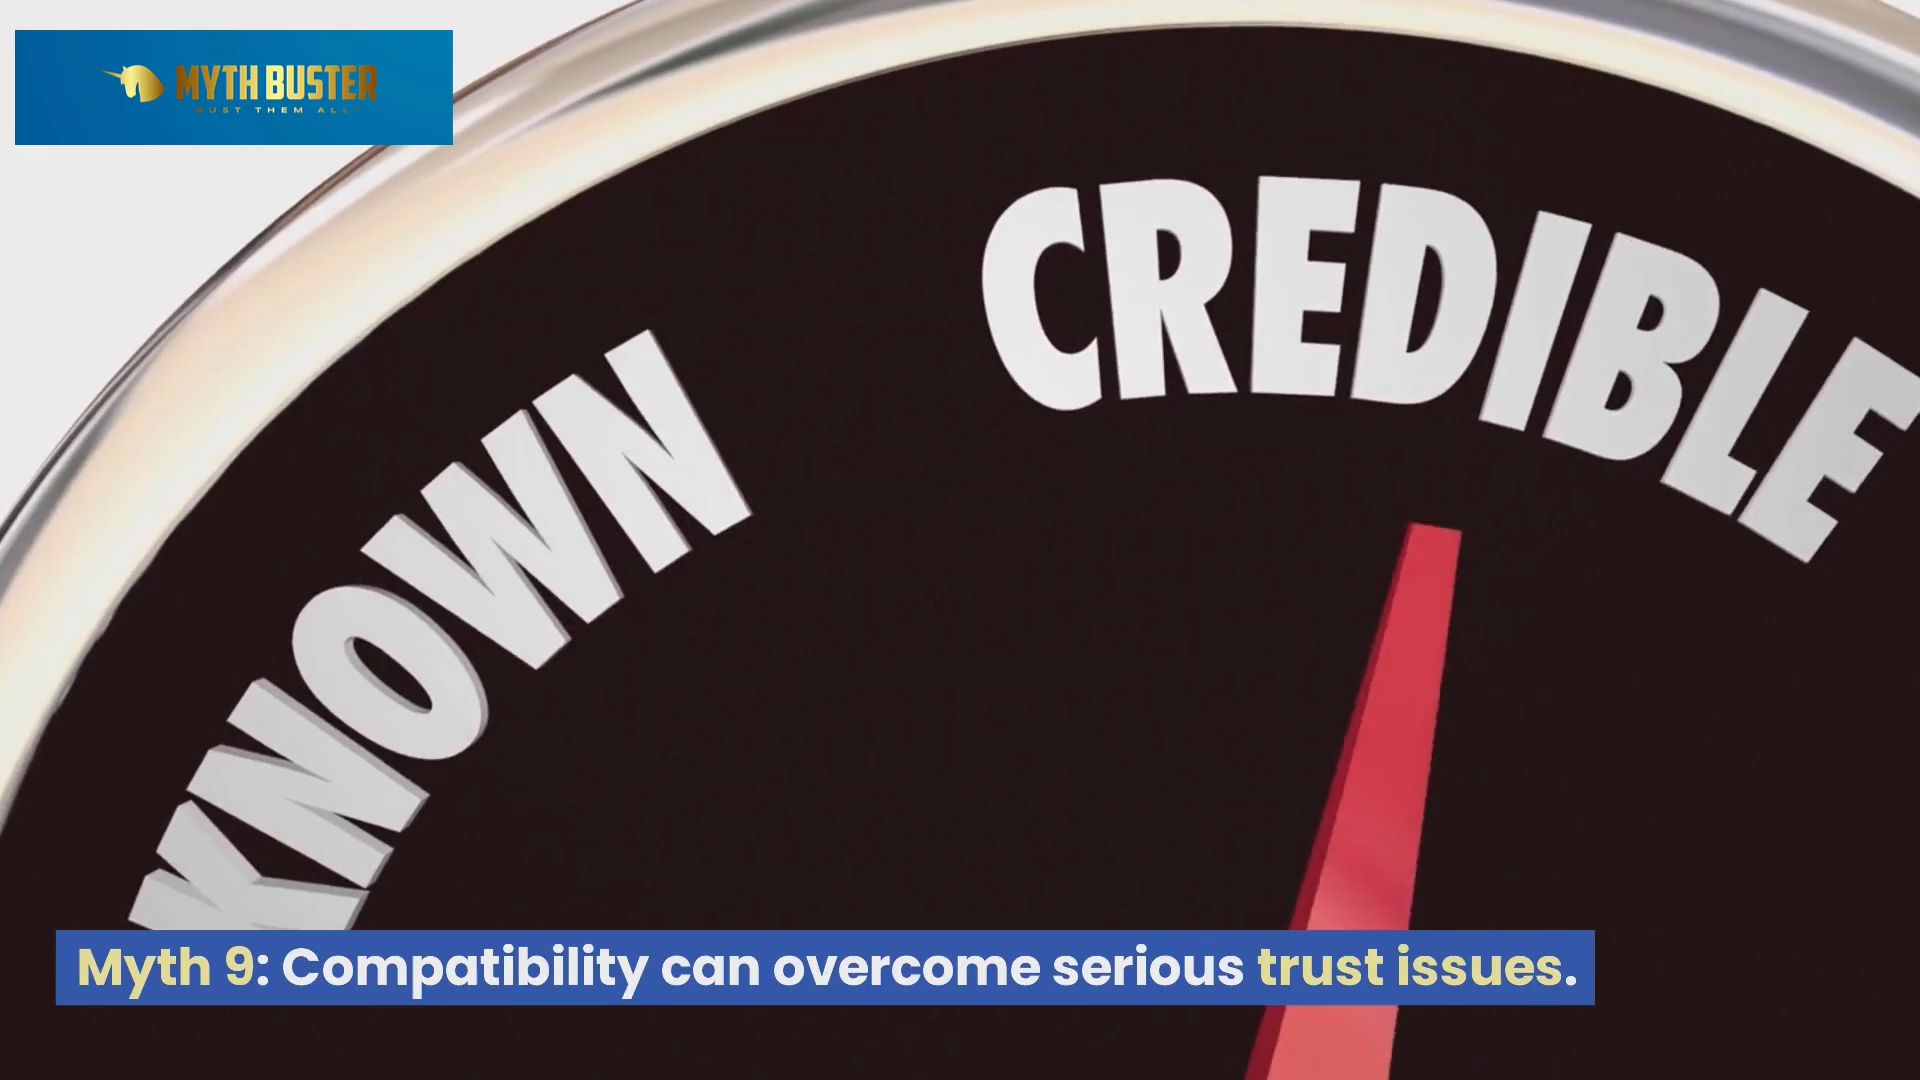 MYTH BUSTER
BUST THEM ALL
KNOWN
CREDIBLE
Myth 9: Compatibility can overcome serious trust issues.